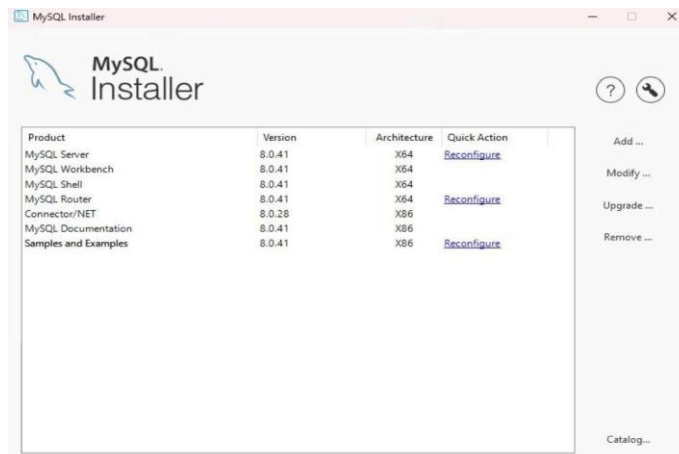 MySQL Installer
MySQL.
Installer
?
Product Version Architecture Quick Action
MySQL Server 8.0.41 X64 Reconfigure
MySQL Workbench 8.0.41 X64
MySQL Shell 8.0.41 X64
MySQL Router 8.0.41 X64 Reconfigure
Connector/NET 8.0.28 X86
MySQL Documentation 8.0.41 X86
Samples and Examples 8.0.41 X86 Reconfigure
Add ...
Modify ...
Upgrade ...
Remove ...
Catalog...